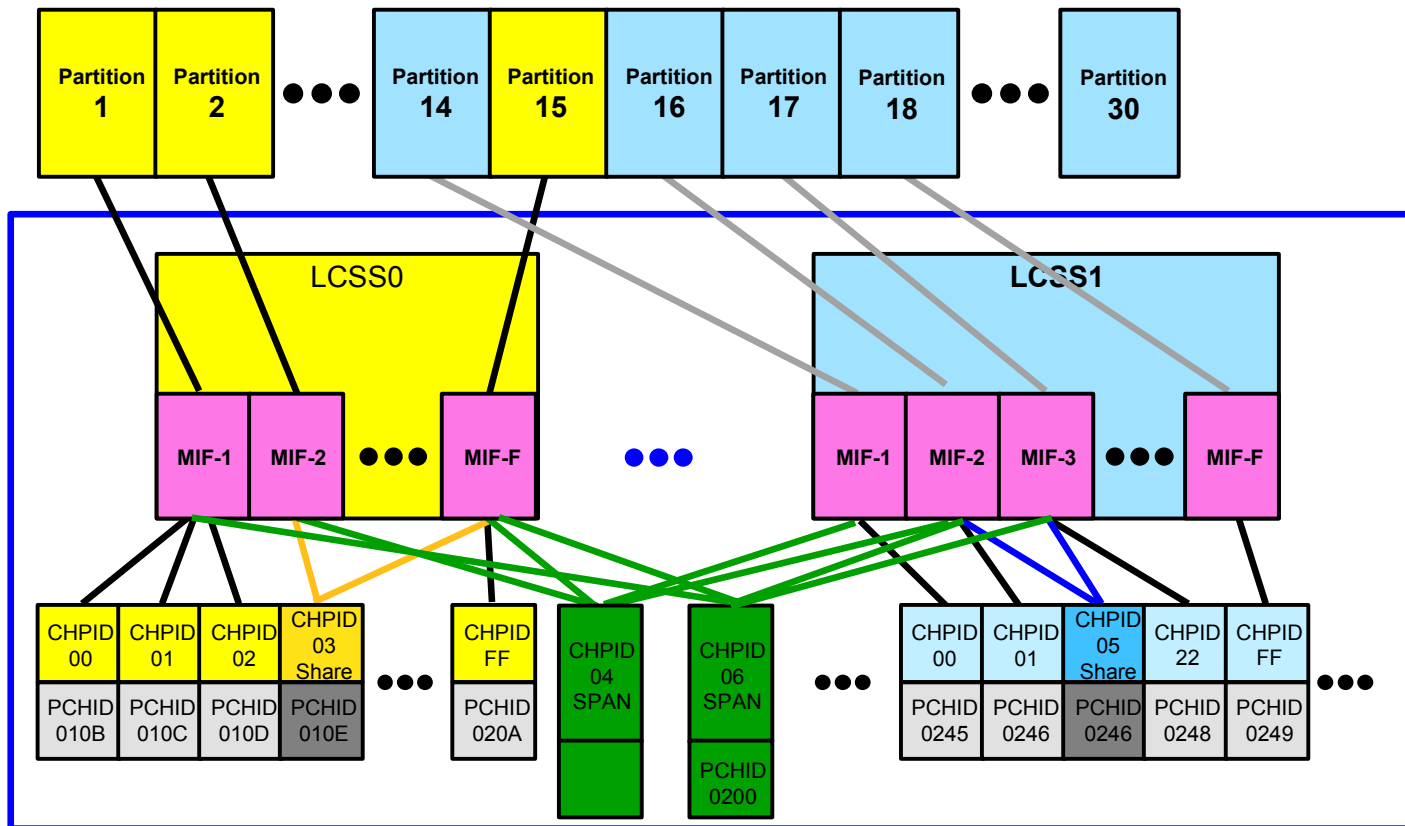 Partition
1
Partition
2
Partition
14
Partition
15
Partition
16
Partition
17
Partition
18
Partition
30
LCSS0
LCSS1
MIF-1
MIF-2
MIF-F
MIF-1
MIF-2
MIF-3
MIF-F
CHPID
00
CHPID
01
CHPID
02
CHPID
03
Share
CHPID
FF
CHPID
04
SPAN
CHPID
06
SPAN
CHPID
00
CHPID
01
CHPID
05
Share
CHPID
22
CHPID
FF
PCHID
010B
PCHID
010C
PCHID
010D
PCHID
010E
PCHID
020A
PCHID
0200
PCHID
0245
PCHID
0246
PCHID
0246
PCHID
0248
PCHID
0249